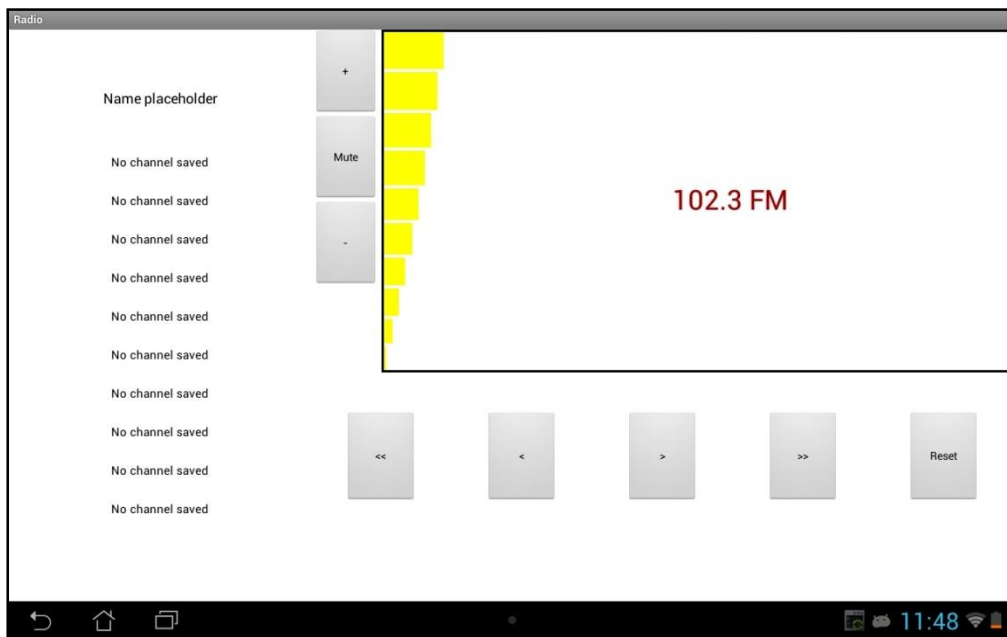 Radio
Name placeholder
No channel saved
No channel saved
No channel saved
No channel saved
No channel saved
No channel saved
No channel saved
No channel saved
No channel saved
No channel saved
+
Mute
-
102.3 FM
<< < > >> Reset
11:48